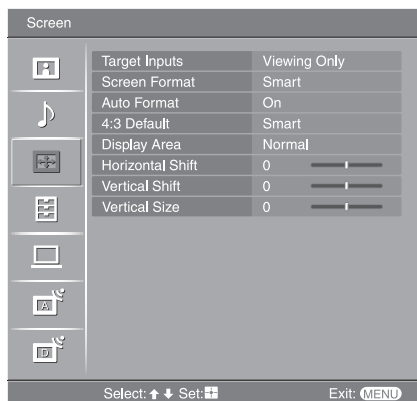 Screen
Target Inputs Viewing Only
Screen Format Smart
Auto Format On
4:3 Default Smart
Display Area Normal
Horizontal Shift 0
Vertical Shift 0
Vertical Size 0
A
D
Select: Set: Exit: MENU